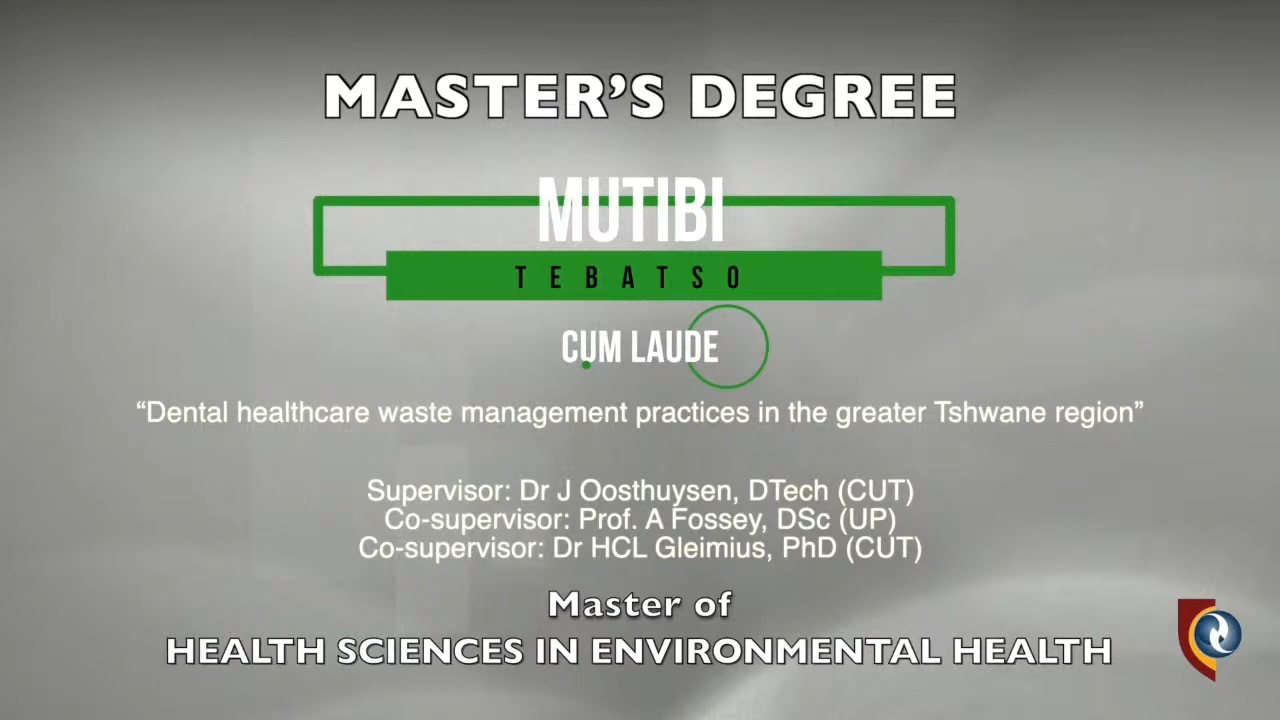 MASTER'S DEGREE
MUTIBI
TEBATSO
CUM LAUDE
“Dental healthcare waste management practices in the greater Tshwane region”
Supervisor: Dr J Oosthuysen, DTech (CUT)
Co-supervisor: Prof. A Fossey, DSc (UP)
Co-supervisor: Dr HCL Gleimius, PhD (CUT)
Master of
HEALTH SCIENCES IN ENVIRONMENTAL HEALTH